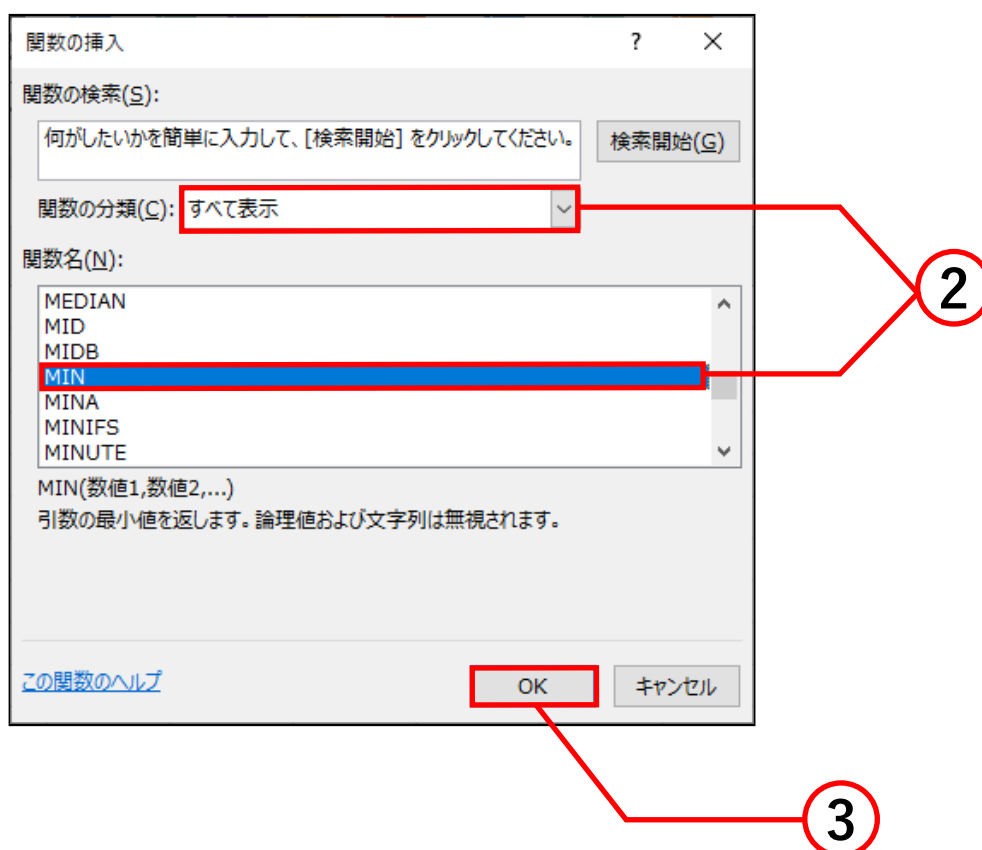 関数の挿入 ?
関数の検索(S):
何がしたいかを簡単に入力して、[検索開始] をクリックしてください。 検索開始(G)
関数の分類(C): すべて表示
関数名(N):
MEDIAN
MID
MIDB
MIN
MINA
MINIFS
MINUTE
MIN(数値1,数値2,...)
引数の最小値を返します。論理値および文字列は無視されます。
この関数のヘルプ OK キャンセル
2
3